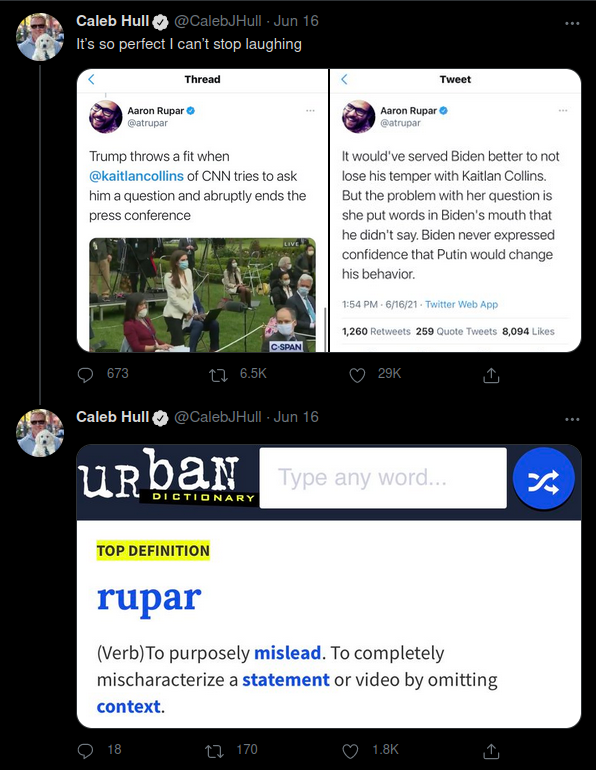 Caleb Hull @CalebJHull · Jun 16
It's so perfect I can't stop laughing
Thread
Aaron Rupar
@atrupar
Trump throws a fit when
@kaitlancollins of CNN tries to ask
him a question and abruptly ends the
press conference
LIVE
C-SPAN
Tweet
Aaron Rupar
@atrupar
It would've served Biden better to not
lose his temper with Kaitlan Collins.
But the problem with her question is
she put words in Biden's mouth that
he didn't say. Biden never expressed
confidence that Putin would change
his behavior.
1:54 PM · 6/16/21 · Twitter Web App
1,260 Retweets 259 Quote Tweets 8,094 Likes
673 6.5K 29K
Caleb Hull @CalebJHull · Jun 16
URBAN
DICTIONARY
Type any word...
TOP DEFINITION
rupar
(Verb)To purposely mislead. To completely
mischaracterize a statement or video by omitting
context.
18 170 1.8K